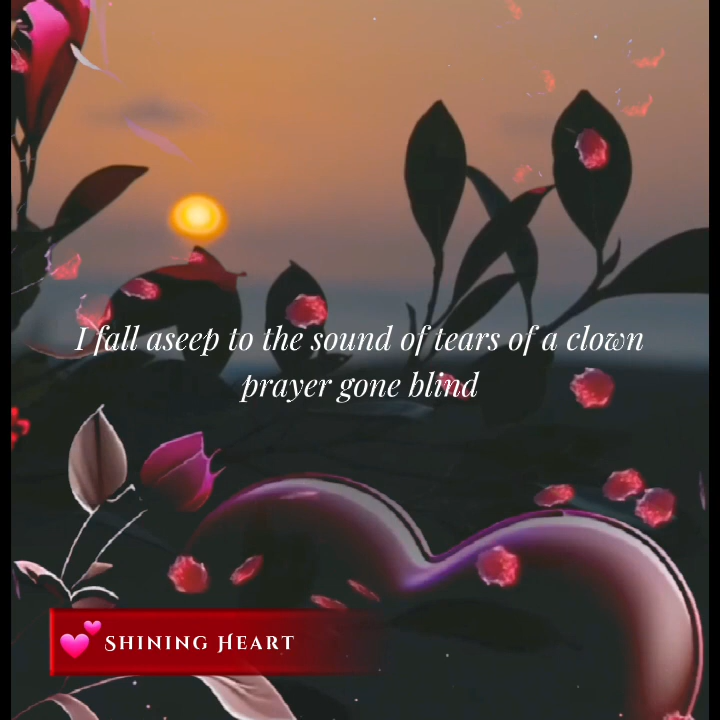 I fall aseep to the sound of tears of a clown
prayer gone blind
Shining Heart